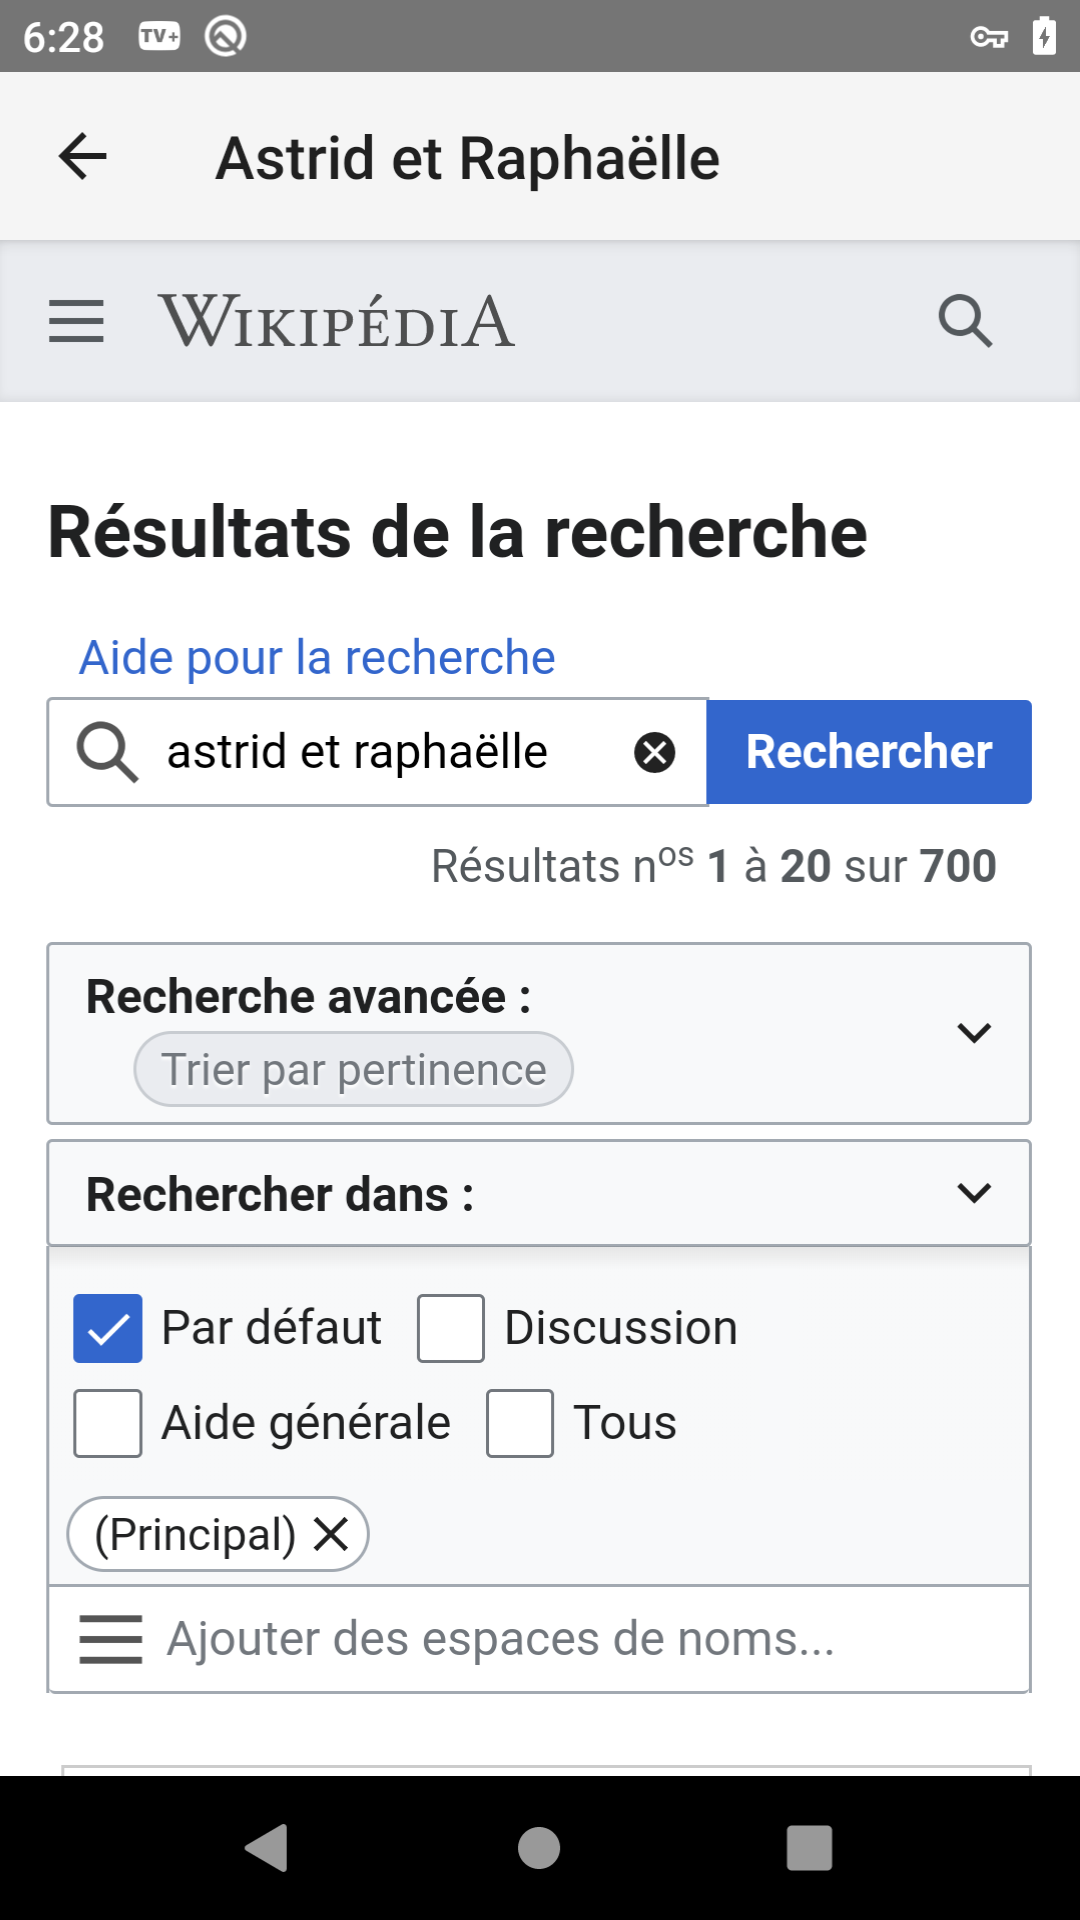 6:28 TV+
Astrid et Raphaëlle
WIKIPÉDIA
Résultats de la recherche
Aide pour la recherche
astrid et raphaëlle Rechercher
Résultats nos 1 à 20 sur 700
Recherche avancée :
Trier par pertinence
Rechercher dans :
Par défaut Discussion
Aide générale Tous
(Principal)
Ajouter des espaces de noms...